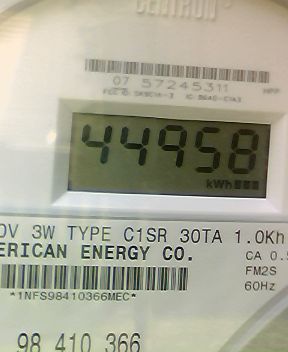 CENTRON
07 57245311
44958
kWh
0V 3W TYPE C1SR 30TA 1.0Kh
ERICAN ENERGY CO.
CA 0.5
FM2S
*1NFS98410366MEC*
60Hz
98 410 366